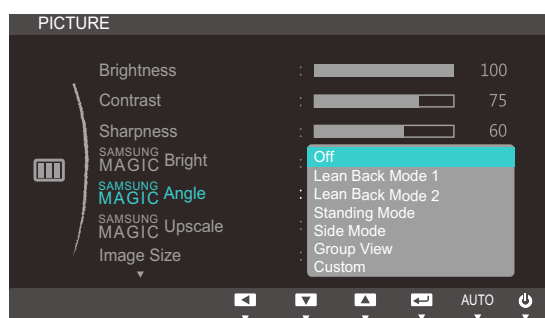 PICTURE
Brightness : 100
Contrast : 75
Sharpness : 60
SAMSUNG MAGIC Bright :
SAMSUNG MAGIC Angle :
SAMSUNG MAGIC Upscale :
Image Size :
Off
Lean Back Mode 1
Lean Back Mode 2
Standing Mode
Side Mode
Group View
Custom
AUTO